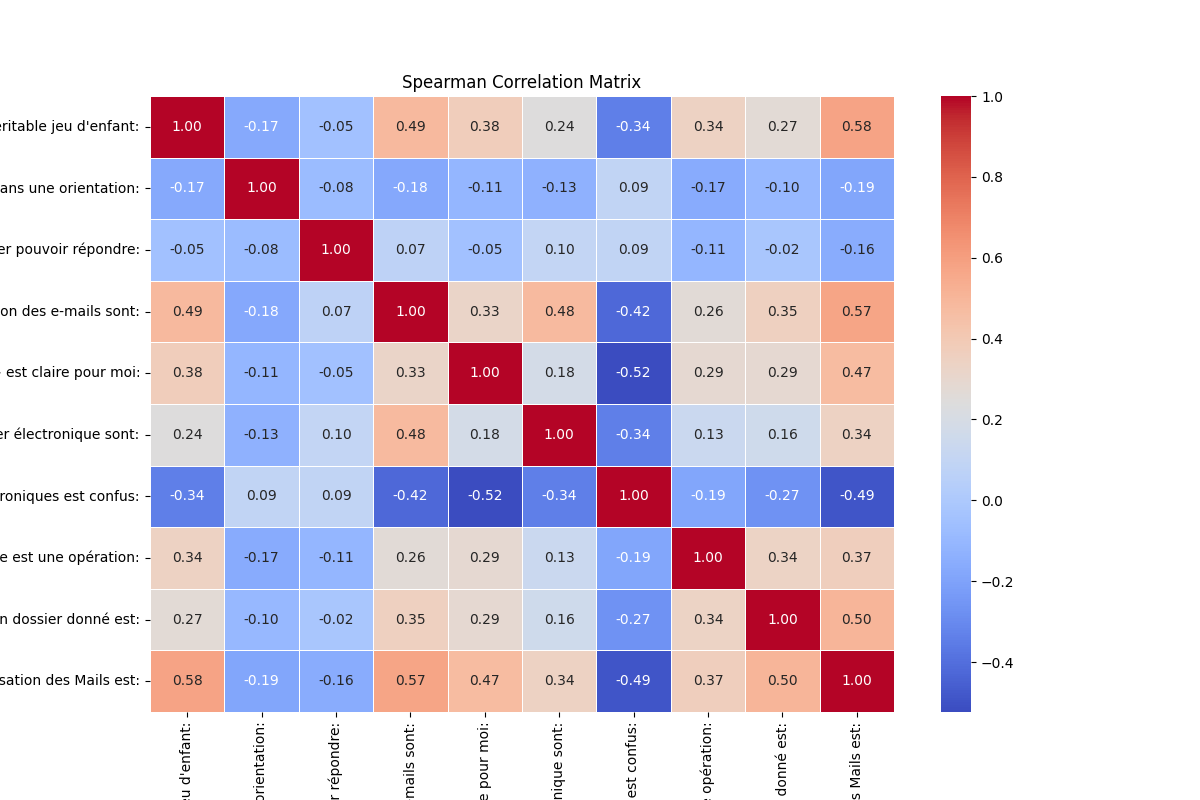 Spearman Correlation Matrix
jeu d'enfant: 1.00 -0.17 -0.05 0.49 0.38 0.24 -0.34 0.34 0.27 0.58
une orientation: -0.17 1.00 -0.08 -0.18 -0.11 -0.13 0.09 -0.17 -0.10 -0.19
pouvoir répondre: -0.05 -0.08 1.00 0.07 -0.05 0.10 0.09 -0.11 -0.02 -0.16
des e-mails sont: 0.49 -0.18 0.07 1.00 0.33 0.48 -0.42 0.26 0.35 0.57
est claire pour moi: 0.38 -0.11 -0.05 0.33 1.00 0.18 -0.52 0.29 0.29 0.47
électronique sont: 0.24 -0.13 0.10 0.48 0.18 1.00 -0.34 0.13 0.16 0.34
est confus: -0.34 0.09 0.09 -0.42 -0.52 -0.34 1.00 -0.19 -0.27 -0.49
est une opération: 0.34 -0.17 -0.11 0.26 0.29 0.13 -0.19 1.00 0.34 0.37
dossier donné est: 0.27 -0.10 -0.02 0.35 0.29 0.16 -0.27 0.34 1.00 0.50
des Mails est: 0.58 -0.19 -0.16 0.57 0.47 0.34 -0.49 0.37 0.50 1.00
d'enfant:
orientation:
répondre:
sont:
pour moi:
sont:
est confus:
opération:
donné est:
Mails est:
1.0
0.8
0.6
0.4
0.2
0.0
−0.2
−0.4